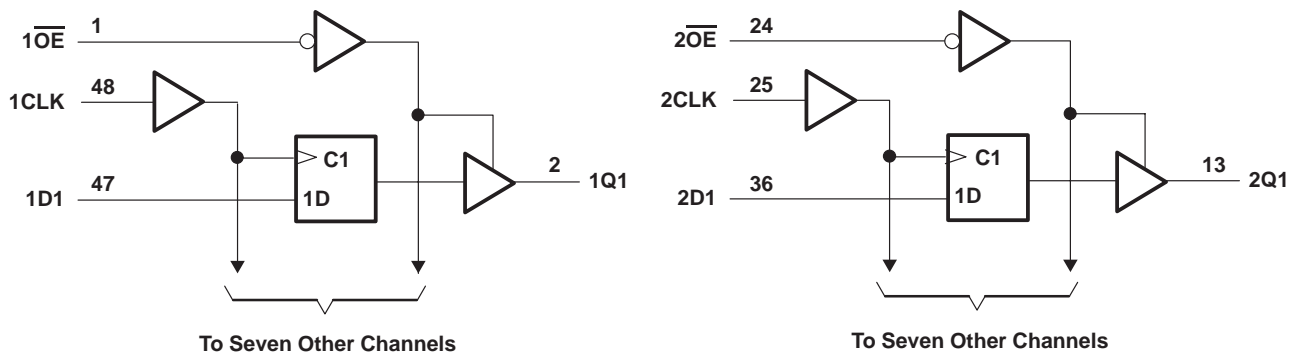 1
1OE
48
1CLK
C1
47
1D1
1D
2
1Q1
To Seven Other Channels
24
2OE
25
2CLK
C1
36
2D1
1D
13
2Q1
To Seven Other Channels